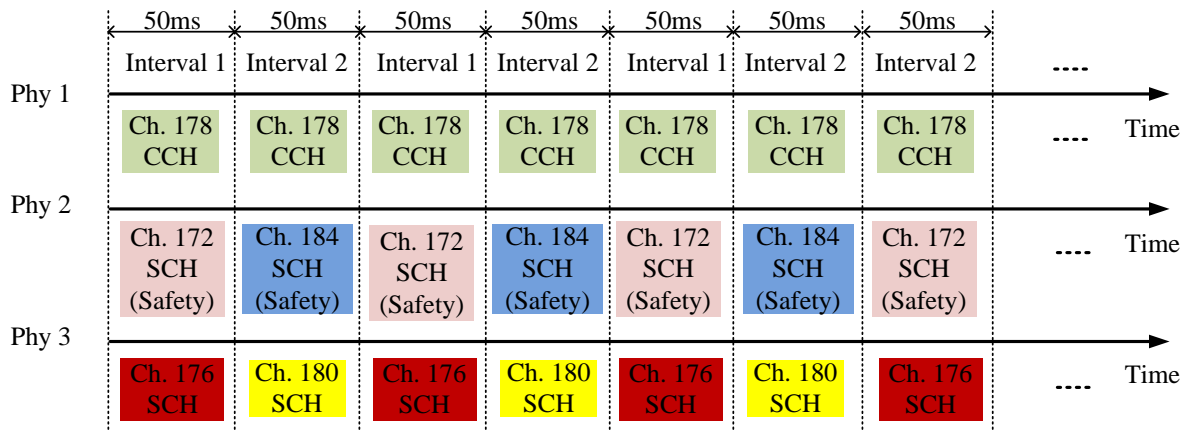 50ms 50ms 50ms 50ms 50ms 50ms 50ms
Interval 1 Interval 2 Interval 1 Interval 2 Interval 1 Interval 2 Interval 2 ----
Phy 1
Ch. 178 Ch. 178 Ch. 178 Ch. 178 Ch. 178 Ch. 178 Ch. 178 ---- Time
CCH CCH CCH CCH CCH CCH CCH
Phy 2
Ch. 172 Ch. 184 Ch. 172 Ch. 184 Ch. 172 Ch. 184 Ch. 172 ---- Time
SCH SCH SCH SCH SCH SCH SCH
(Safety) (Safety) (Safety) (Safety) (Safety) (Safety) (Safety)
Phy 3
Ch. 176 Ch. 180 Ch. 176 Ch. 180 Ch. 176 Ch. 180 Ch. 176 ---- Time
SCH SCH SCH SCH SCH SCH SCH